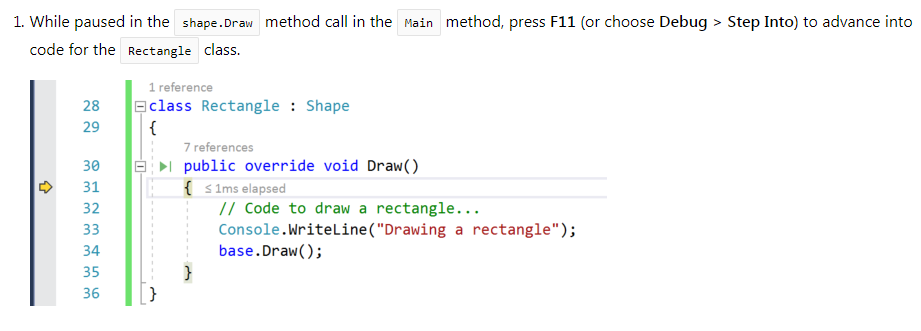 1. While paused in the shape.Draw method call in the Main method, press F11 (or choose Debug > Step Into) to advance into
code for the Rectangle class.
1 reference
28 class Rectangle : Shape
29 {
7 references
30 public override void Draw()
31 { ≤1ms elapsed
32 // Code to draw a rectangle...
33 Console.WriteLine("Drawing a rectangle");
34 base.Draw();
35 }
36 }